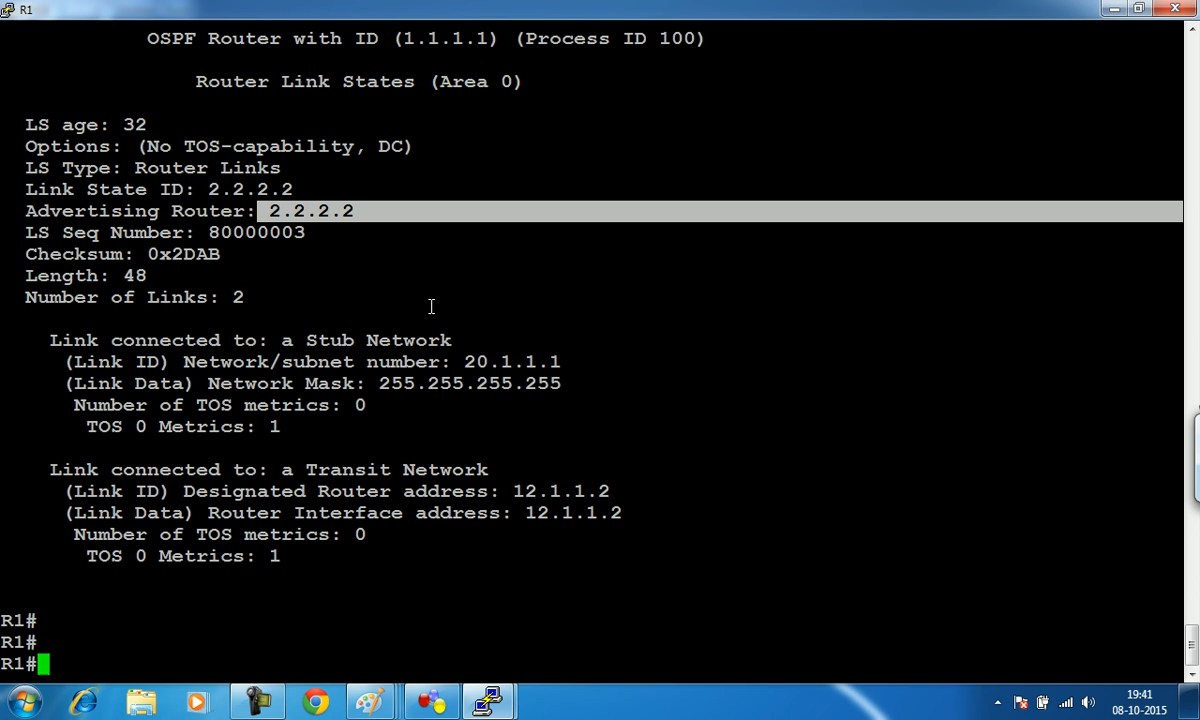 R1
OSPF Router with ID (1.1.1.1) (Process ID 100)
Router Link States (Area 0)
LS age: 32
Options: (No TOS-capability, DC)
LS Type: Router Links
Link State ID: 2.2.2.2
Advertising Router: 2.2.2.2
LS Seq Number: 80000003
Checksum: 0x2DAB
Length: 48
Number of Links: 2
Link connected to: a Stub Network
(Link ID) Network/subnet number: 20.1.1.1
(Link Data) Network Mask: 255.255.255.255
Number of TOS metrics: 0
TOS 0 Metrics: 1
Link connected to: a Transit Network
(Link ID) Designated Router address: 12.1.1.2
(Link Data) Router Interface address: 12.1.1.2
Number of TOS metrics: 0
TOS 0 Metrics: 1
R1#
R1#
R1#
19:41
08-10-2015